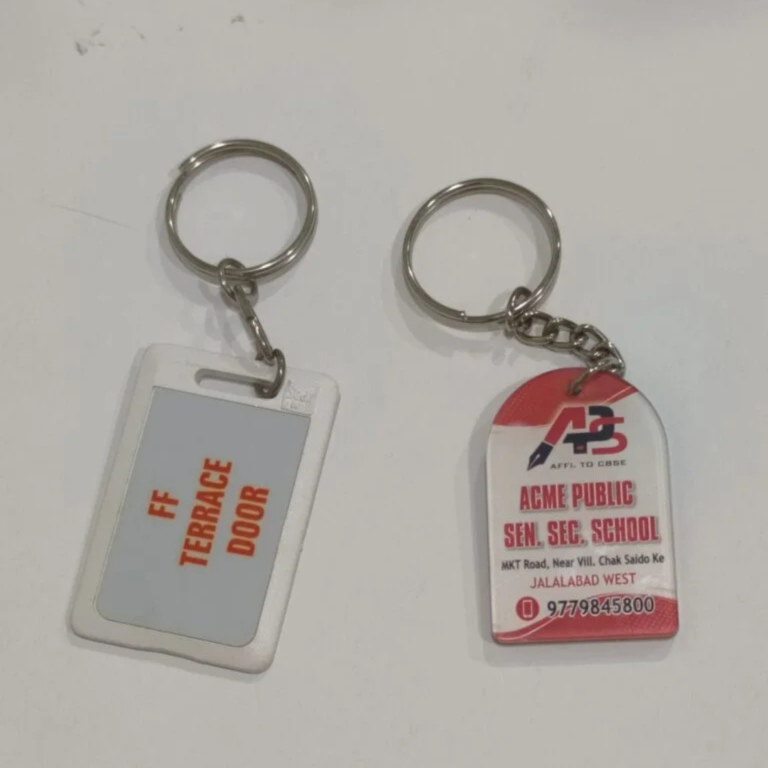 FF
TERRACE
DOOR
APS
AFFI. TO CBSE
ACME PUBLIC
SEN. SEC. SCHOOL
MKT Road, Near Vill. Chak Saido Ke
JALALABAD WEST
9779845800